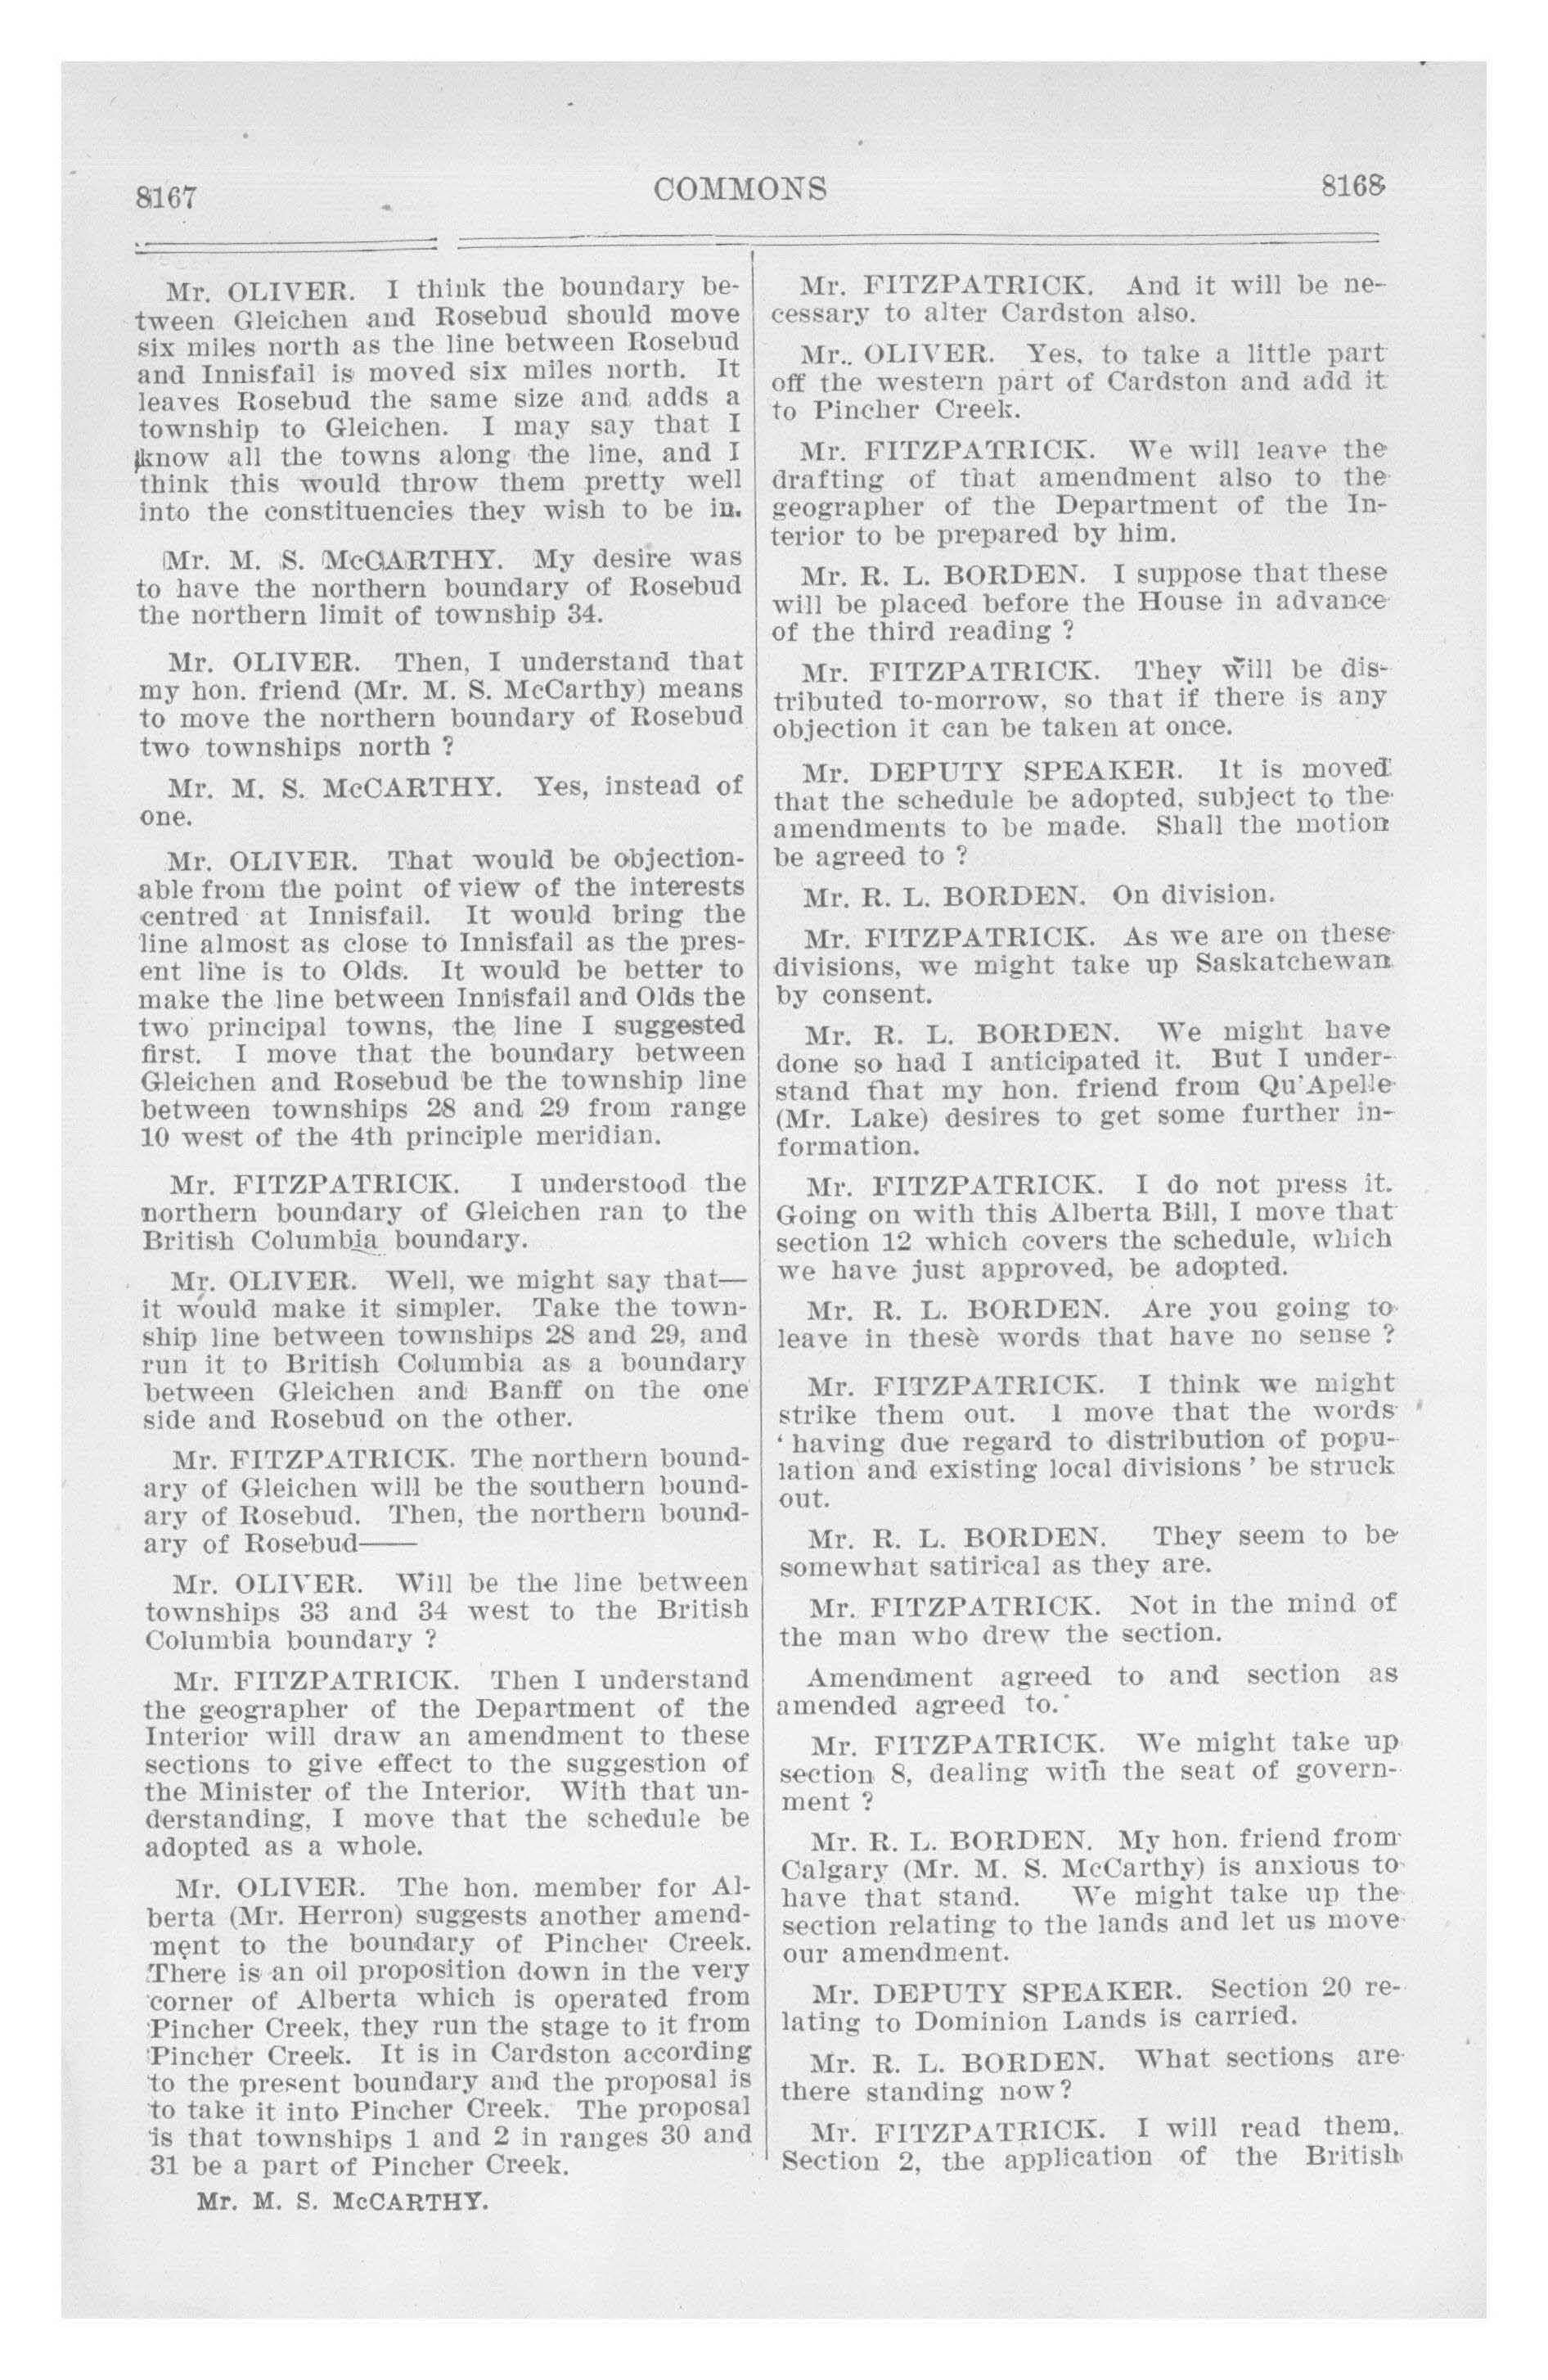 8167
COMMONS
8168
Mr. OLIVER. I think the boundary be-
tween Gleichen and Rosebud should move
six miles north as the line between Rosebud
and Innisfail is moved six miles north. It
leaves Rosebud the same size and adds a
township to Gleichen. I may say that I
know all the towns along the line, and I
think this would throw them pretty well
into the constituencies they wish to be in.
Mr. M. S. McCARTHY. My desire was
to have the northern boundary of Rosebud
the northern limit of township 34.
Mr. OLIVER. Then, I understand that
my hon. friend (Mr. M. S. McCarthy) means
to move the northern boundary of Rosebud
two townships north ?
Mr. M. S. McCARTHY. Yes, instead of
one.
Mr. OLIVER. That would be objection-
able from the point of view of the interests
centred at Innisfail. It would bring the
line almost as close to Innisfail as the pres-
ent line is to Olds. It would be better to
make the line between Innisfail and Olds the
two principal towns, the line I suggested
first. I move that the boundary between
Gleichen and Rosebud be the township line
between townships 28 and 29 from range
10 west of the 4th principle meridian.
Mr. FITZPATRICK. I understood the
northern boundary of Gleichen ran to the
British Columbia boundary.
Mr. OLIVER. Well, we might say that—
it would make it simpler. Take the town-
ship line between townships 28 and 29, and
run it to British Columbia as a boundary
between Gleichen and Banff on the one
side and Rosebud on the other.
Mr. FITZPATRICK. The northern bound-
ary of Gleichen will be the southern bound-
ary of Rosebud. Then, the northern bound-
ary of Rosebud——
Mr. OLIVER. Will be the line between
townships 33 and 34 west to the British
Columbia boundary ?
Mr. FITZPATRICK. Then I understand
the geographer of the Department of the
Interior will draw an amendment to these
sections to give effect to the suggestion of
the Minister of the Interior. With that un-
derstanding, I move that the schedule be
adopted as a whole.
Mr. OLIVER. The hon. member for Al-
berta (Mr. Herron) suggests another amend-
ment to the boundary of Pincher Creek.
There is an oil proposition down in the very
corner of Alberta which is operated from
Pincher Creek, they run the stage to it from
Pincher Creek. It is in Cardston according
to the present boundary and the proposal is
to take it into Pincher Creek. The proposal
is that townships 1 and 2 in ranges 30 and
31 be a part of Pincher Creek.
Mr. M. S. McCARTHY.
Mr. FITZPATRICK. And it will be ne-
cessary to alter Cardston also.
Mr. OLIVER. Yes, to take a little part
off the western part of Cardston and add it
to Pincher Creek.
Mr. FITZPATRICK. We will leave the
drafting of that amendment also to the
geographer of the Department of the In-
terior to be prepared by him.
Mr. R. L. BORDEN. I suppose that these
will be placed before the House in advance
of the third reading ?
Mr. FITZPATRICK. They will be dis-
tributed to-morrow, so that if there is any
objection it can be taken at once.
Mr. DEPUTY SPEAKER. It is moved
that the schedule be adopted, subject to the
amendments to be made. Shall the motion
be agreed to ?
Mr. R. L. BORDEN. On division.
Mr. FITZPATRICK. As we are on these
divisions, we might take up Saskatchewan
by consent.
Mr. R. L. BORDEN. We might have
done so had I anticipated it. But I under-
stand that my hon. friend from Qu'Apelle
(Mr. Lake) desires to get some further in-
formation.
Mr. FITZPATRICK. I do not press it.
Going on with this Alberta Bill, I move that
section 12 which covers the schedule, which
we have just approved, be adopted.
Mr. R. L. BORDEN. Are you going to
leave in these words that have no sense ?
Mr. FITZPATRICK. I think we might
strike them out. I move that the words
‘ having due regard to distribution of popu-
lation and existing local divisions ’ be struck
out.
Mr. R. L. BORDEN. They seem to be
somewhat satirical as they are.
Mr. FITZPATRICK. Not in the mind of
the man who drew the section.
Amendment agreed to and section as
amended agreed to.
Mr. FITZPATRICK. We might take up
section 8, dealing with the seat of govern-
ment ?
Mr. R. L. BORDEN. My hon. friend from
Calgary (Mr. M. S. McCarthy) is anxious to
have that stand. We might take up the
section relating to the lands and let us move
our amendment.
Mr. DEPUTY SPEAKER. Section 20 re-
lating to Dominion Lands is carried.
Mr. R. L. BORDEN. What sections are
there standing now?
Mr. FITZPATRICK. I will read them.
Section 2, the application of the British